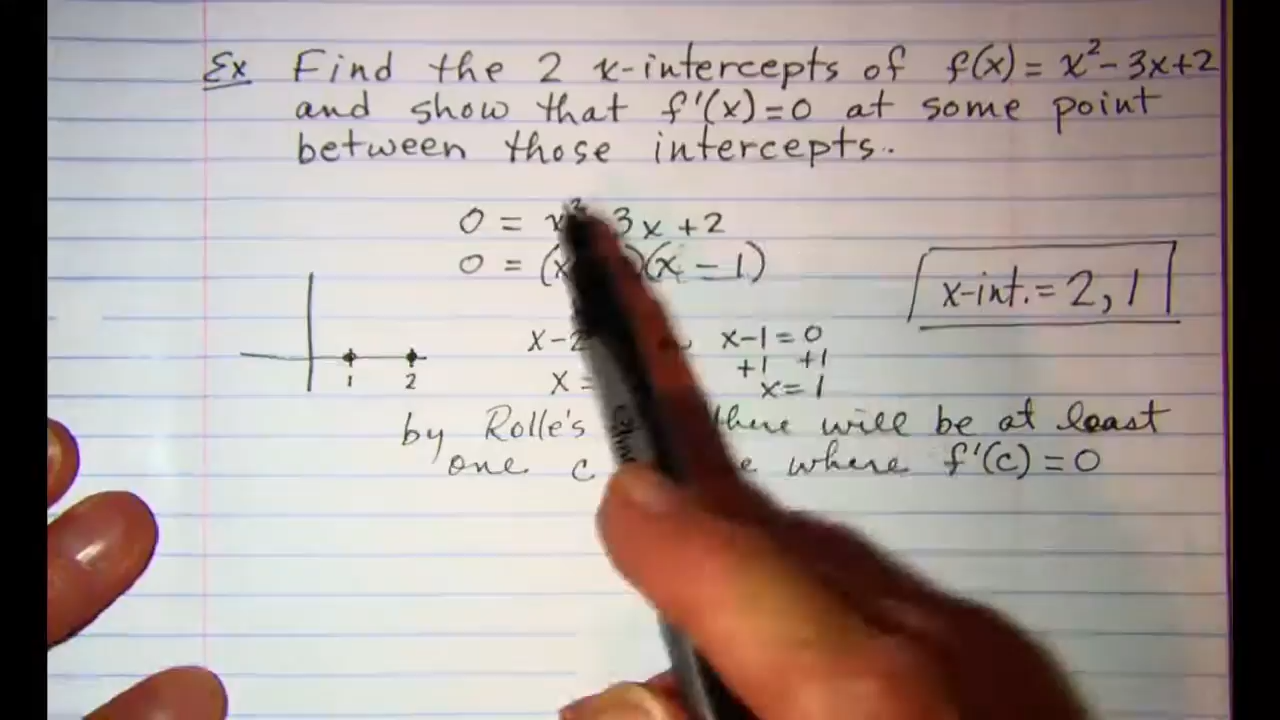 Ex Find the 2 x-intercepts of f(x) = x² - 3x + 2
and show that f'(x) = 0 at some point
between those intercepts.
0 = x² 3x + 2
0 = (x )(x - 1)
x-int. = 2, 1
x - 2 x - 1 = 0
+1 +1
x = x = 1
1 2
by Rolle's there will be at least
one c where f'(c) = 0